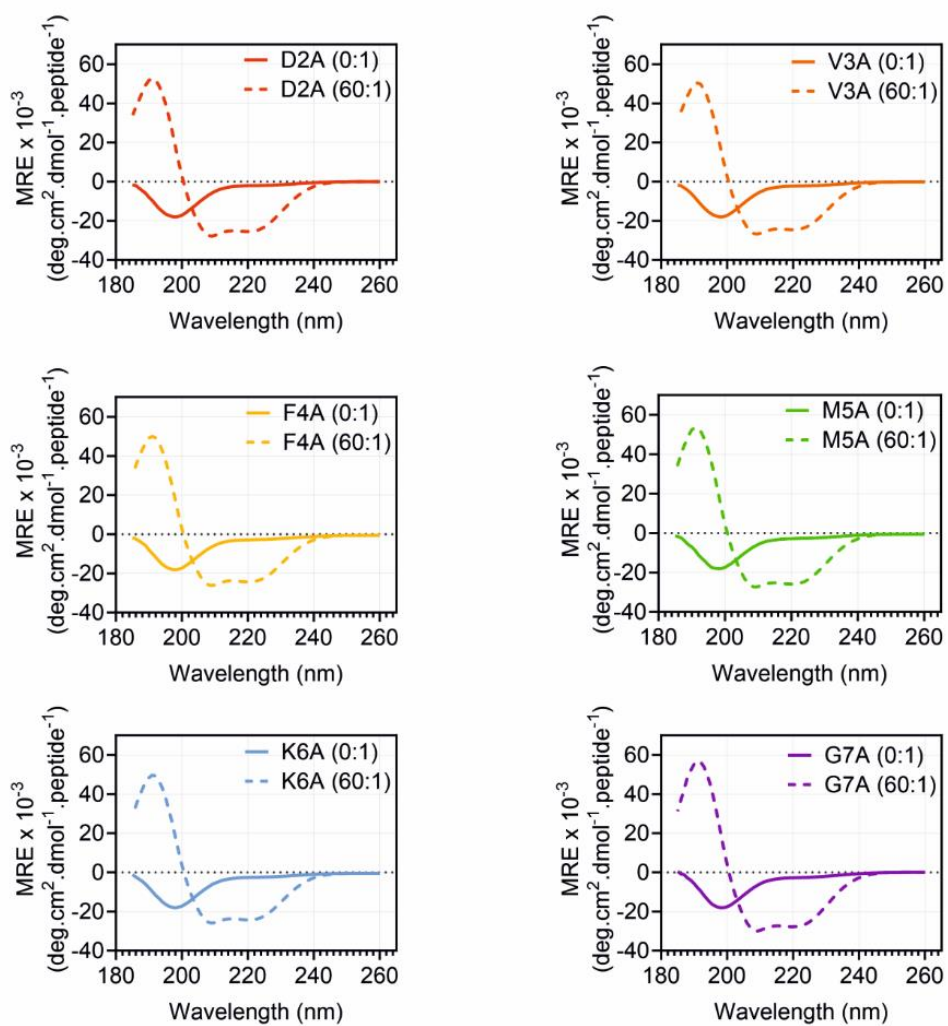 D2A (0:1)
D2A (60:1)
MRE x 10⁻³
(deg.cm².dmol⁻¹.peptide⁻¹)
60
40
20
0
-20
-40
180 200 220 240 260
Wavelength (nm)
V3A (0:1)
V3A (60:1)
MRE x 10⁻³
(deg.cm².dmol⁻¹.peptide⁻¹)
60
40
20
0
-20
-40
180 200 220 240 260
Wavelength (nm)
F4A (0:1)
F4A (60:1)
MRE x 10⁻³
(deg.cm².dmol⁻¹.peptide⁻¹)
60
40
20
0
-20
-40
180 200 220 240 260
Wavelength (nm)
M5A (0:1)
M5A (60:1)
MRE x 10⁻³
(deg.cm².dmol⁻¹.peptide⁻¹)
60
40
20
0
-20
-40
180 200 220 240 260
Wavelength (nm)
K6A (0:1)
K6A (60:1)
MRE x 10⁻³
(deg.cm².dmol⁻¹.peptide⁻¹)
60
40
20
0
-20
-40
180 200 220 240 260
Wavelength (nm)
G7A (0:1)
G7A (60:1)
MRE x 10⁻³
(deg.cm².dmol⁻¹.peptide⁻¹)
60
40
20
0
-20
-40
180 200 220 240 260
Wavelength (nm)